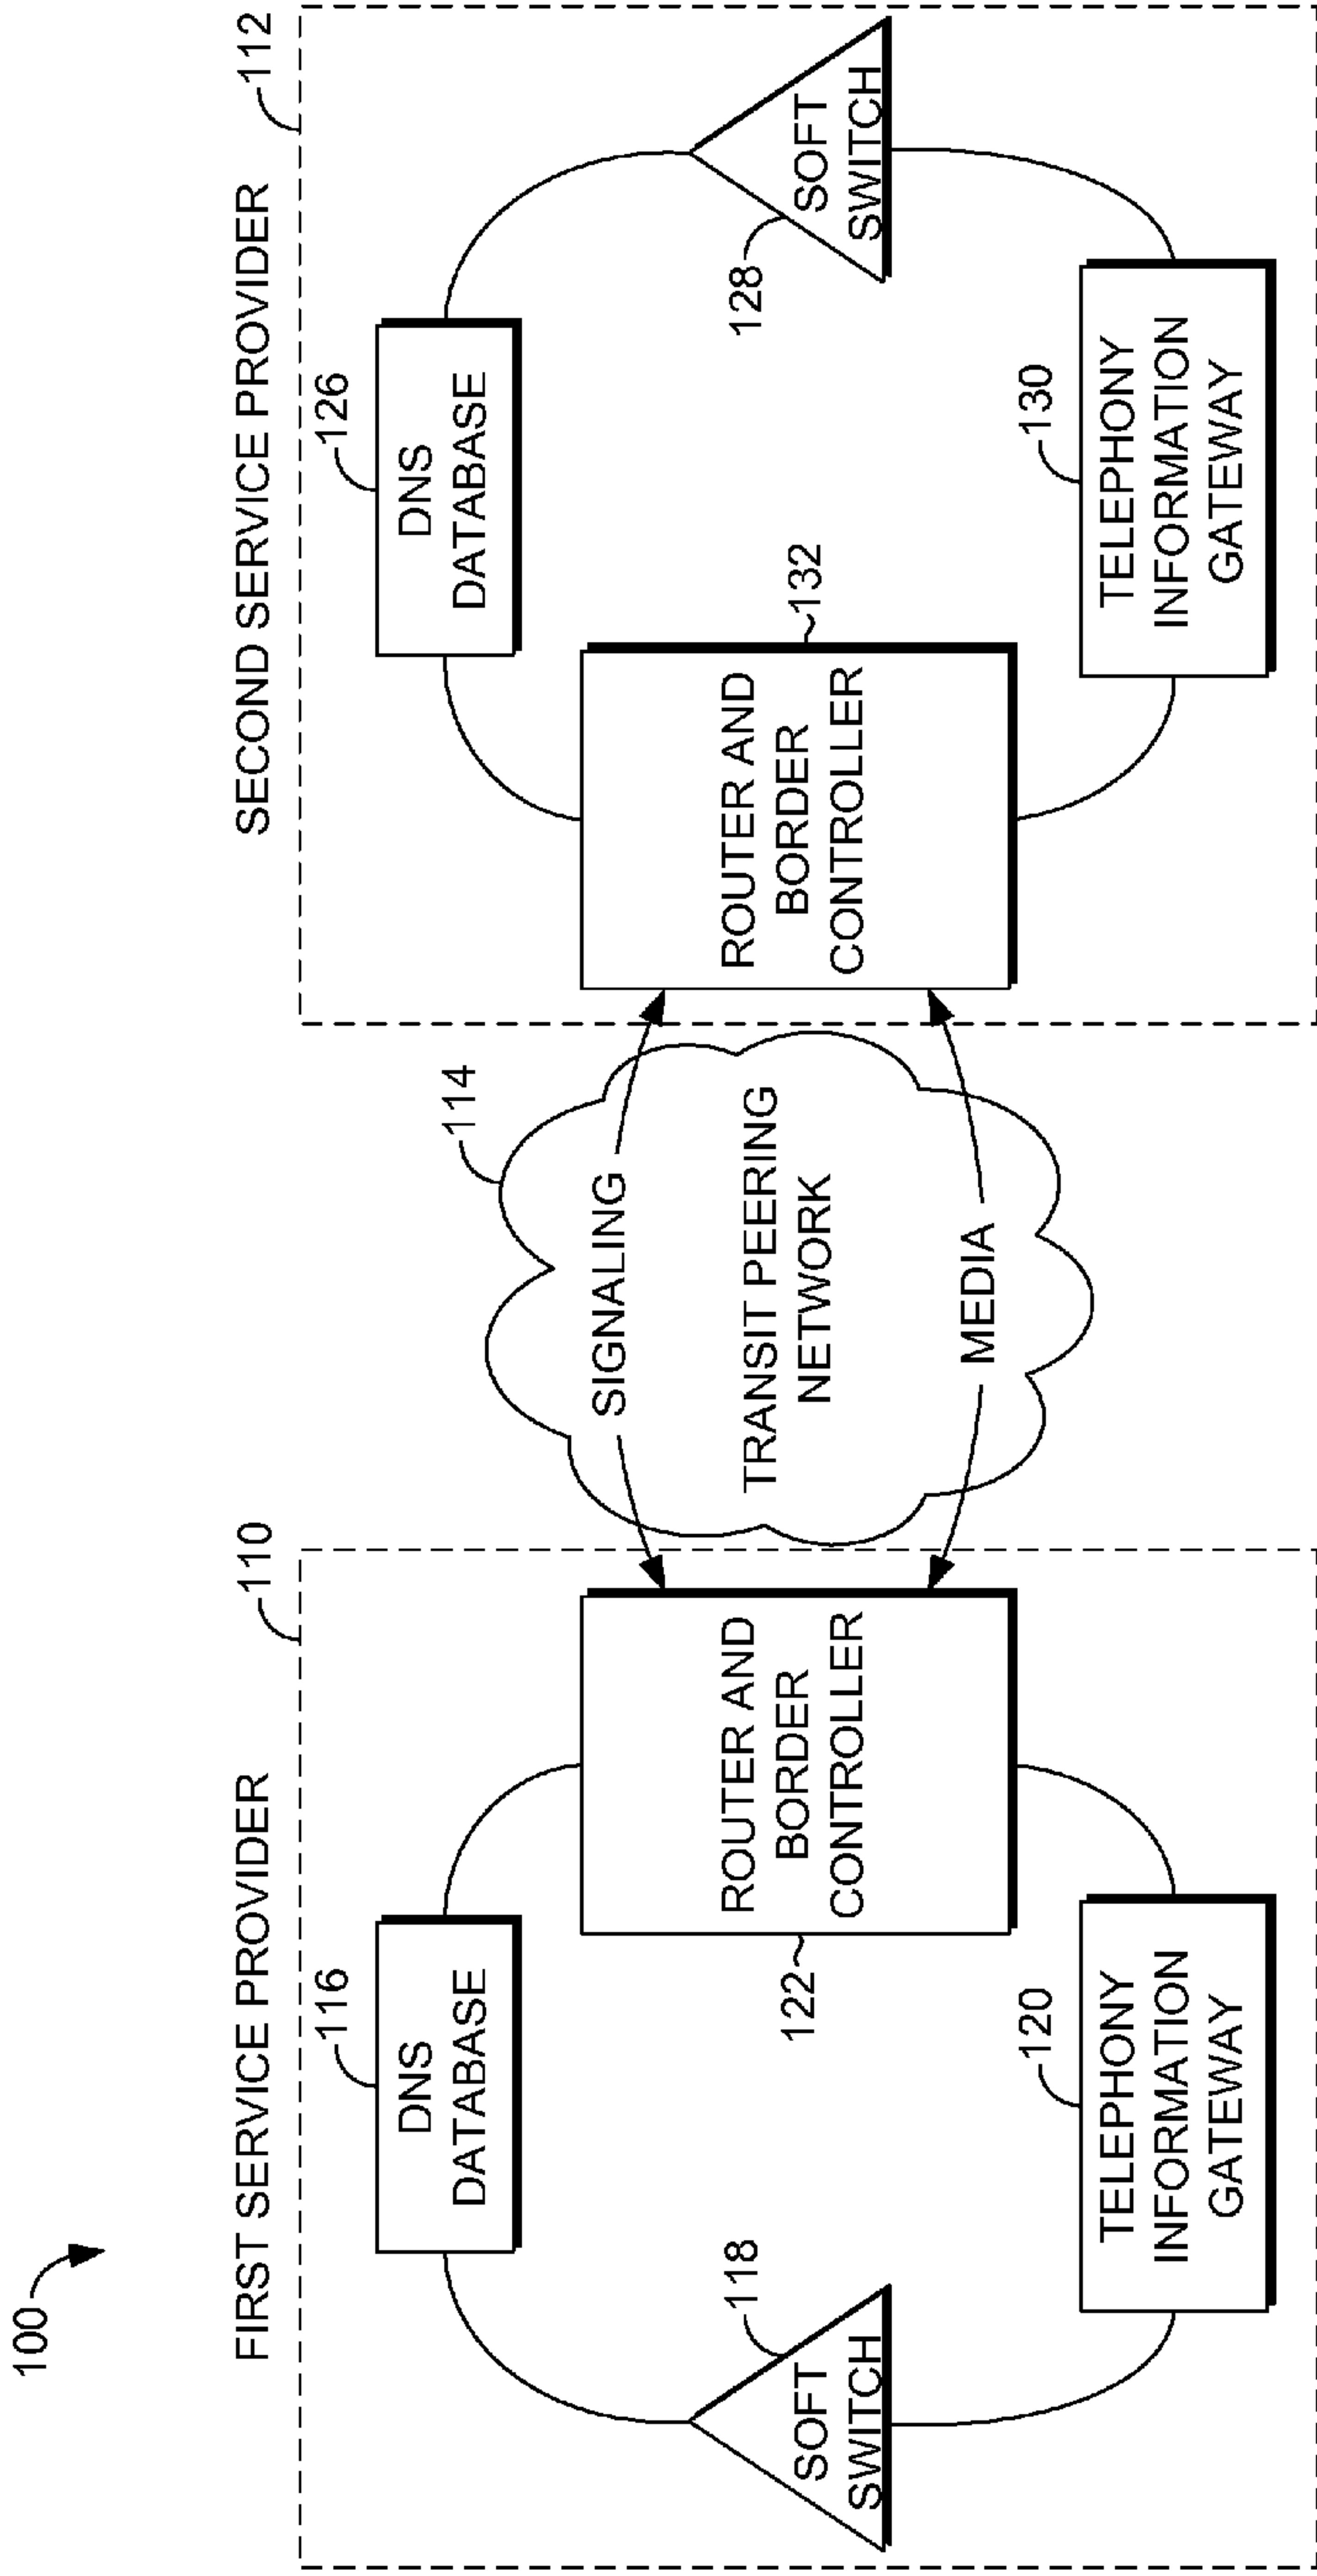 100
FIRST SERVICE PROVIDER
110
116
DNS
DATABASE
118
SOFT
SWITCH
122
ROUTER AND
BORDER
CONTROLLER
120
TELEPHONY
INFORMATION
GATEWAY
114
SIGNALING
TRANSIT PEERING
NETWORK
MEDIA
SECOND SERVICE PROVIDER
112
126
DNS
DATABASE
132
ROUTER AND
BORDER
CONTROLLER
128
SOFT
SWITCH
130
TELEPHONY
INFORMATION
GATEWAY